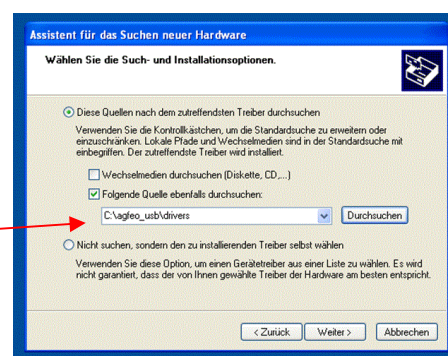 Assistent für das Suchen neuer Hardware
Wählen Sie die Such- und Installationsoptionen.
Diese Quellen nach dem zutreffendsten Treiber durchsuchen
Verwenden Sie die Kontrollkästchen, um die Standardsuche zu erweitern oder
einzuschränken. Lokale Pfade und Wechselmedien sind in der Standardsuche mit
einbegriffen. Der zutreffendste Treiber wird installiert.
Wechselmedien durchsuchen (Diskette, CD,...)
Folgende Quelle ebenfalls durchsuchen:
C:\agfeo_usb\drivers
Durchsuchen
Nicht suchen, sondern den zu installierenden Treiber selbst wählen
Verwenden Sie diese Option, um einen Gerätetreiber aus einer Liste zu wählen. Es wird
nicht garantiert, dass der von Ihnen gewählte Treiber der Hardware am besten entspricht.
< Zurück
Weiter >
Abbrechen